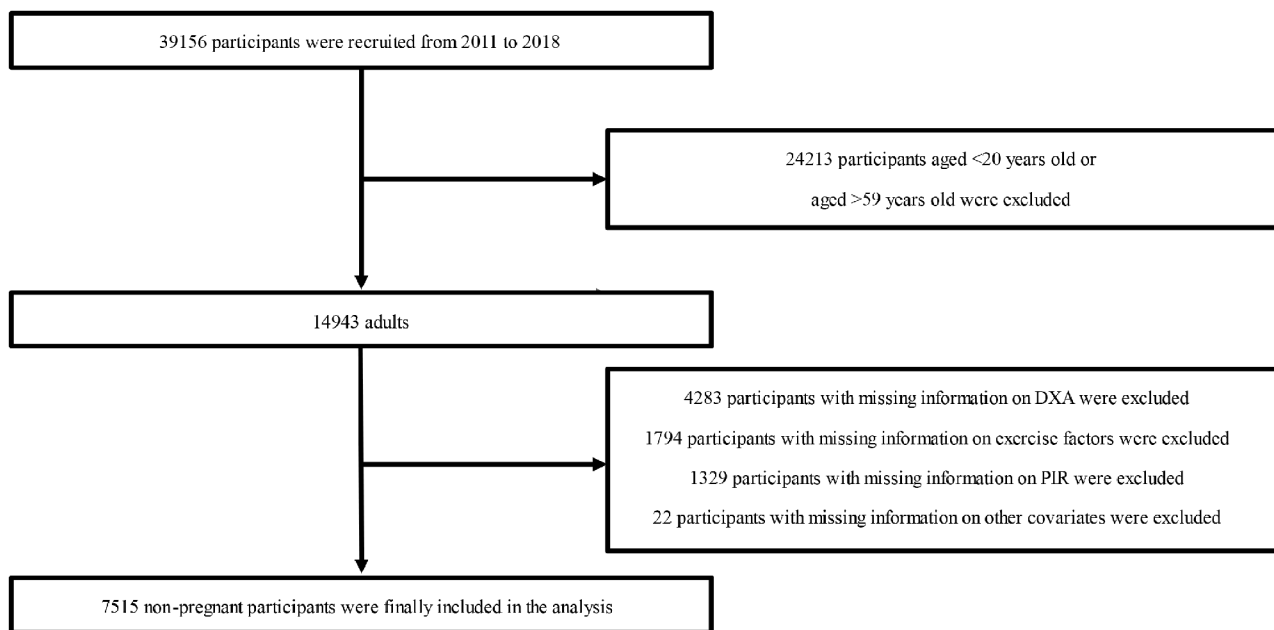 39156 participants were recruited from 2011 to 2018
24213 participants aged <20 years old or
aged >59 years old were excluded
14943 adults
4283 participants with missing information on DXA were excluded
1794 participants with missing information on exercise factors were excluded
1329 participants with missing information on PIR were excluded
22 participants with missing information on other covariates were excluded
7515 non-pregnant participants were finally included in the analysis